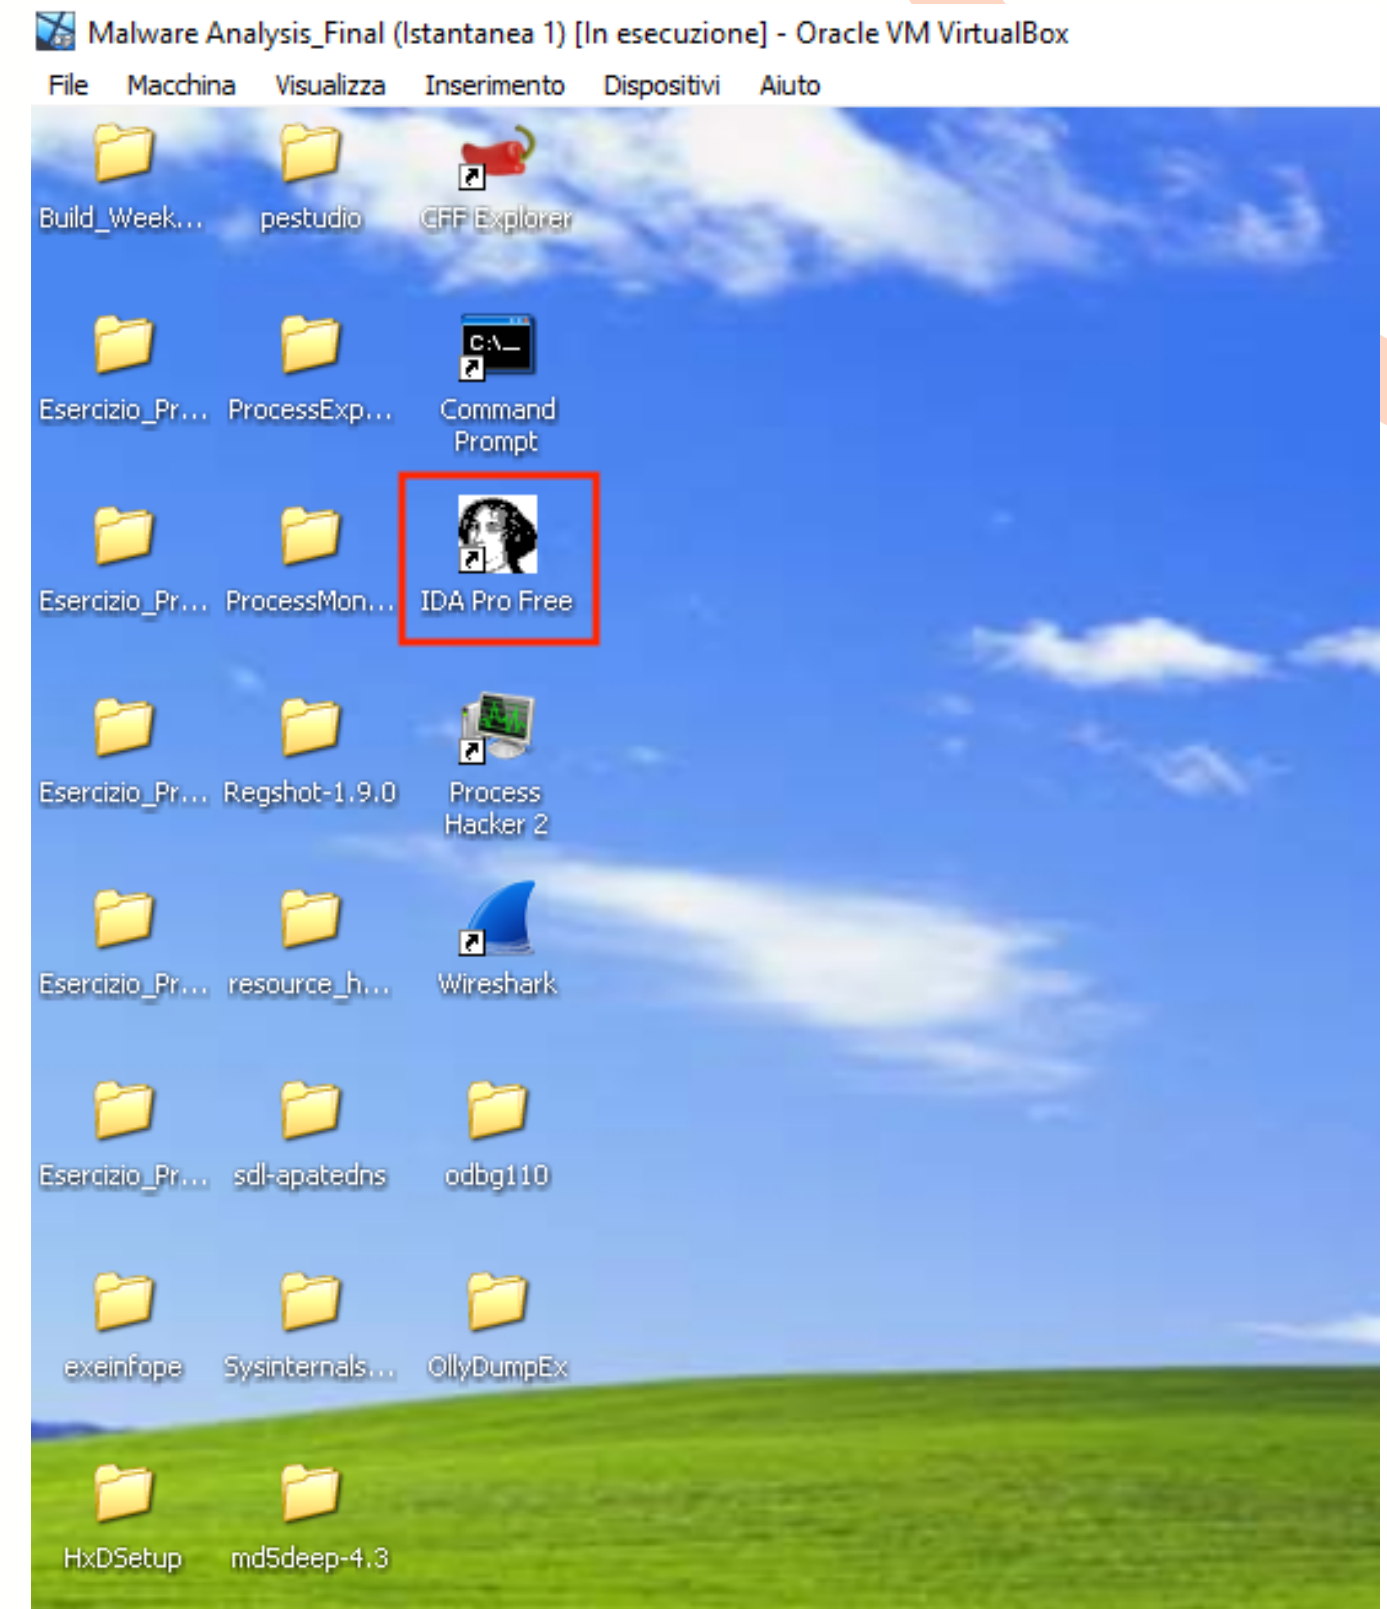 Malware Analysis_Final (Istantanea 1) [In esecuzione] - Oracle VM VirtualBox
File Macchina Visualizza Inserimento Dispositivi Aiuto
Build_Week... pestudio CFF Explorer
C:\_
Esercizio_Pr... ProcessExp... Command
Prompt
Esercizio_Pr... ProcessMon... IDA Pro Free
Esercizio_Pr... Regshot-1.9.0 Process
Hacker 2
Esercizio_Pr... resource_h... Wireshark
Esercizio_Pr... sdl-apatedns odbg110
exeinfope Sysinternals... OllyDumpEx
HxDSetup md5deep-4.3